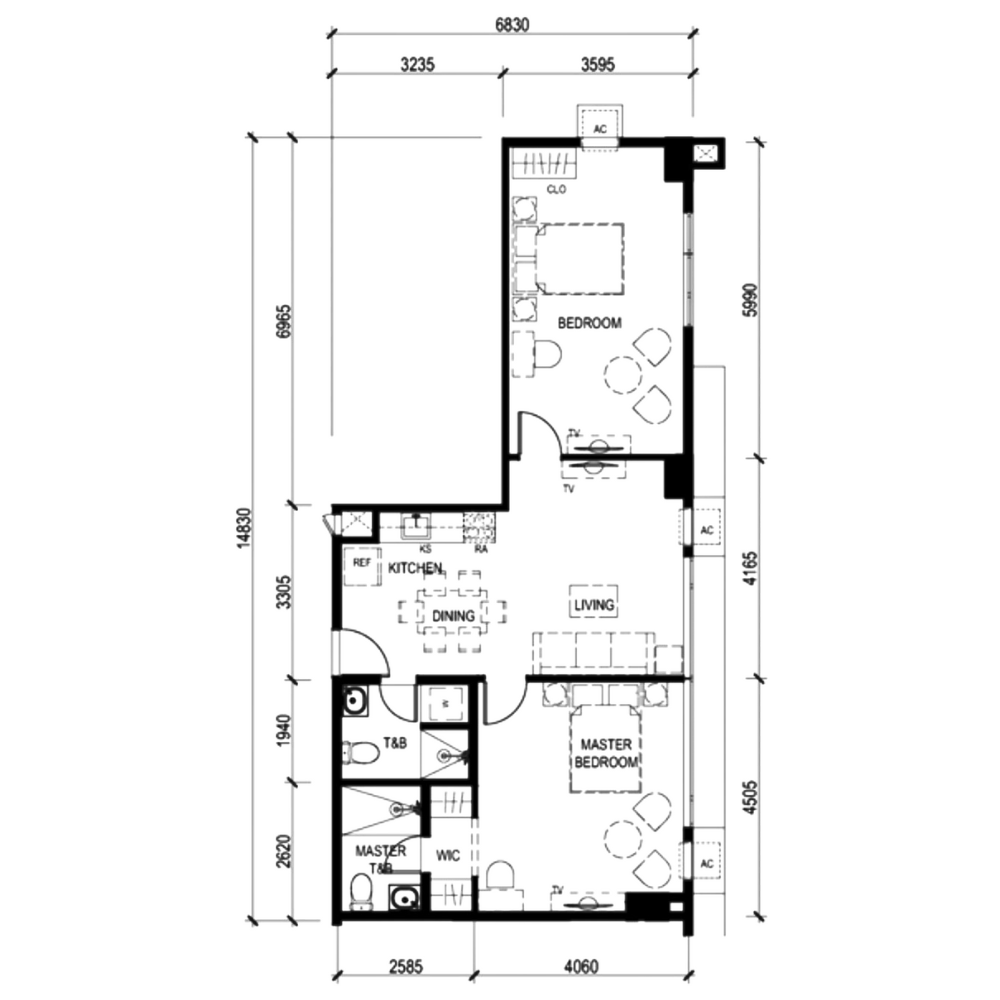 6830
3235
3595
AC
CLO
5990
6965
BEDROOM
TV
TV
14830
AC
KS
RA
REF
KITCHEN
4165
3305
LIVING
DINING
W
1940
T&B
MASTER
BEDROOM
4505
2620
MASTER
T&B
WIC
AC
TV
2585
4060